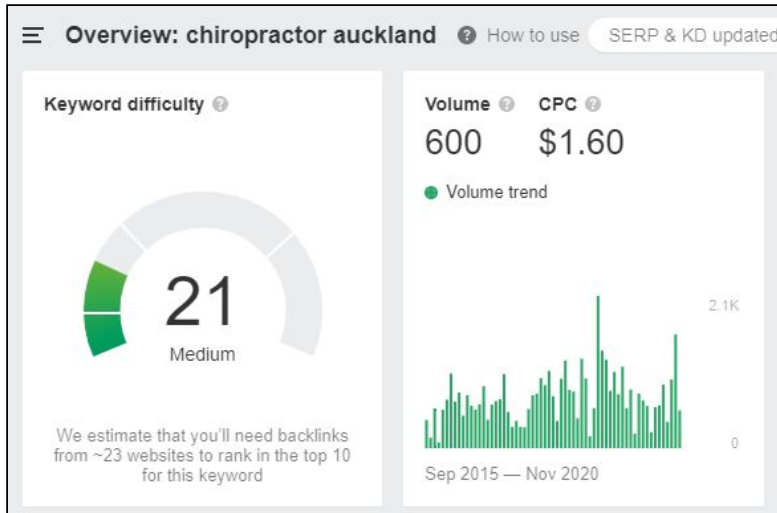 Overview: chiropractor auckland
How to use
SERP & KD updated
Keyword difficulty
21
Medium
We estimate that you'll need backlinks
from ~23 websites to rank in the top 10
for this keyword
Volume CPC
600 $1.60
Volume trend
2.1K
0
Sep 2015 — Nov 2020